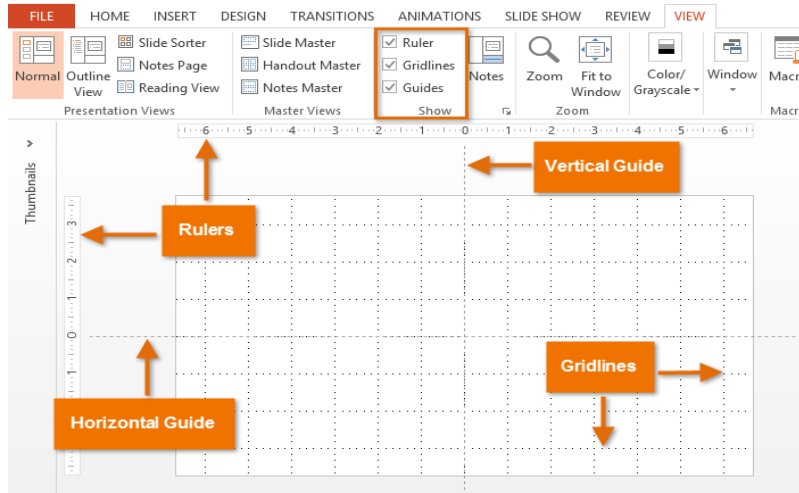 FILE HOME INSERT DESIGN TRANSITIONS ANIMATIONS SLIDE SHOW REVIEW VIEW
Normal
Outline
View
Slide Sorter
Notes Page
Reading View
Presentation Views
Slide Master
Handout Master
Notes Master
Master Views
Ruler
Gridlines
Guides
Show
Notes
Zoom
Fit to
Window
Zoom
Color/
Grayscale
Window
Macr
Macr
6 5 4 3 2 1 0 1 2 3 4 5 6
Thumbnails
Vertical Guide
Rulers
3
2
1
0
1
Gridlines
Horizontal Guide